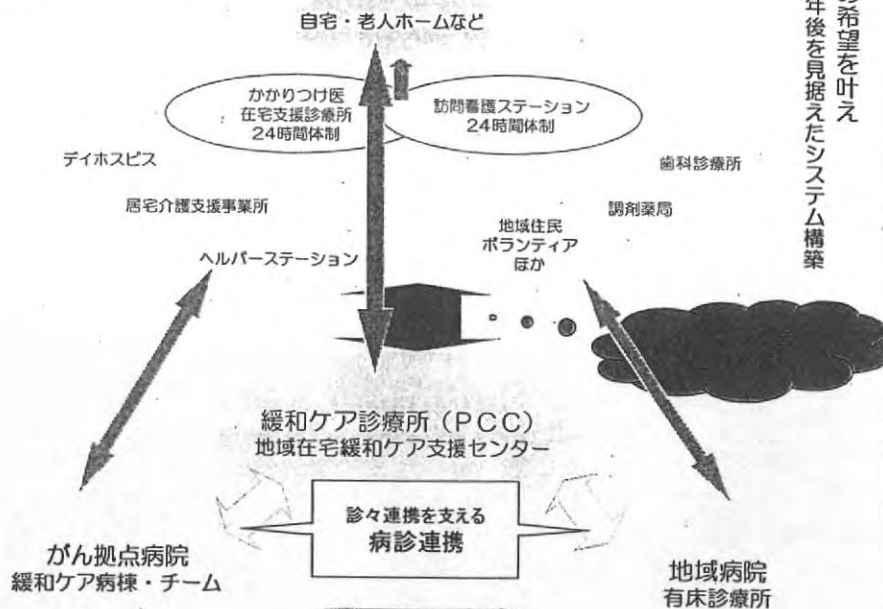 の希望を叶え
年後を見据えたシステム構築
自宅・老人ホームなど
かかりつけ医
在宅支援診療所
24時間体制
訪問看護ステーション
24時間体制
デイホスピス
歯科診療所
居宅介護支援事業所
調剤薬局
地域住民
ボランティア
ほか
ヘルパーステーション
緩和ケア診療所（PCC）
地域在宅緩和ケア支援センター
診々連携を支える
病診連携
がん拠点病院
緩和ケア病棟・チーム
地域病院
有床診療所